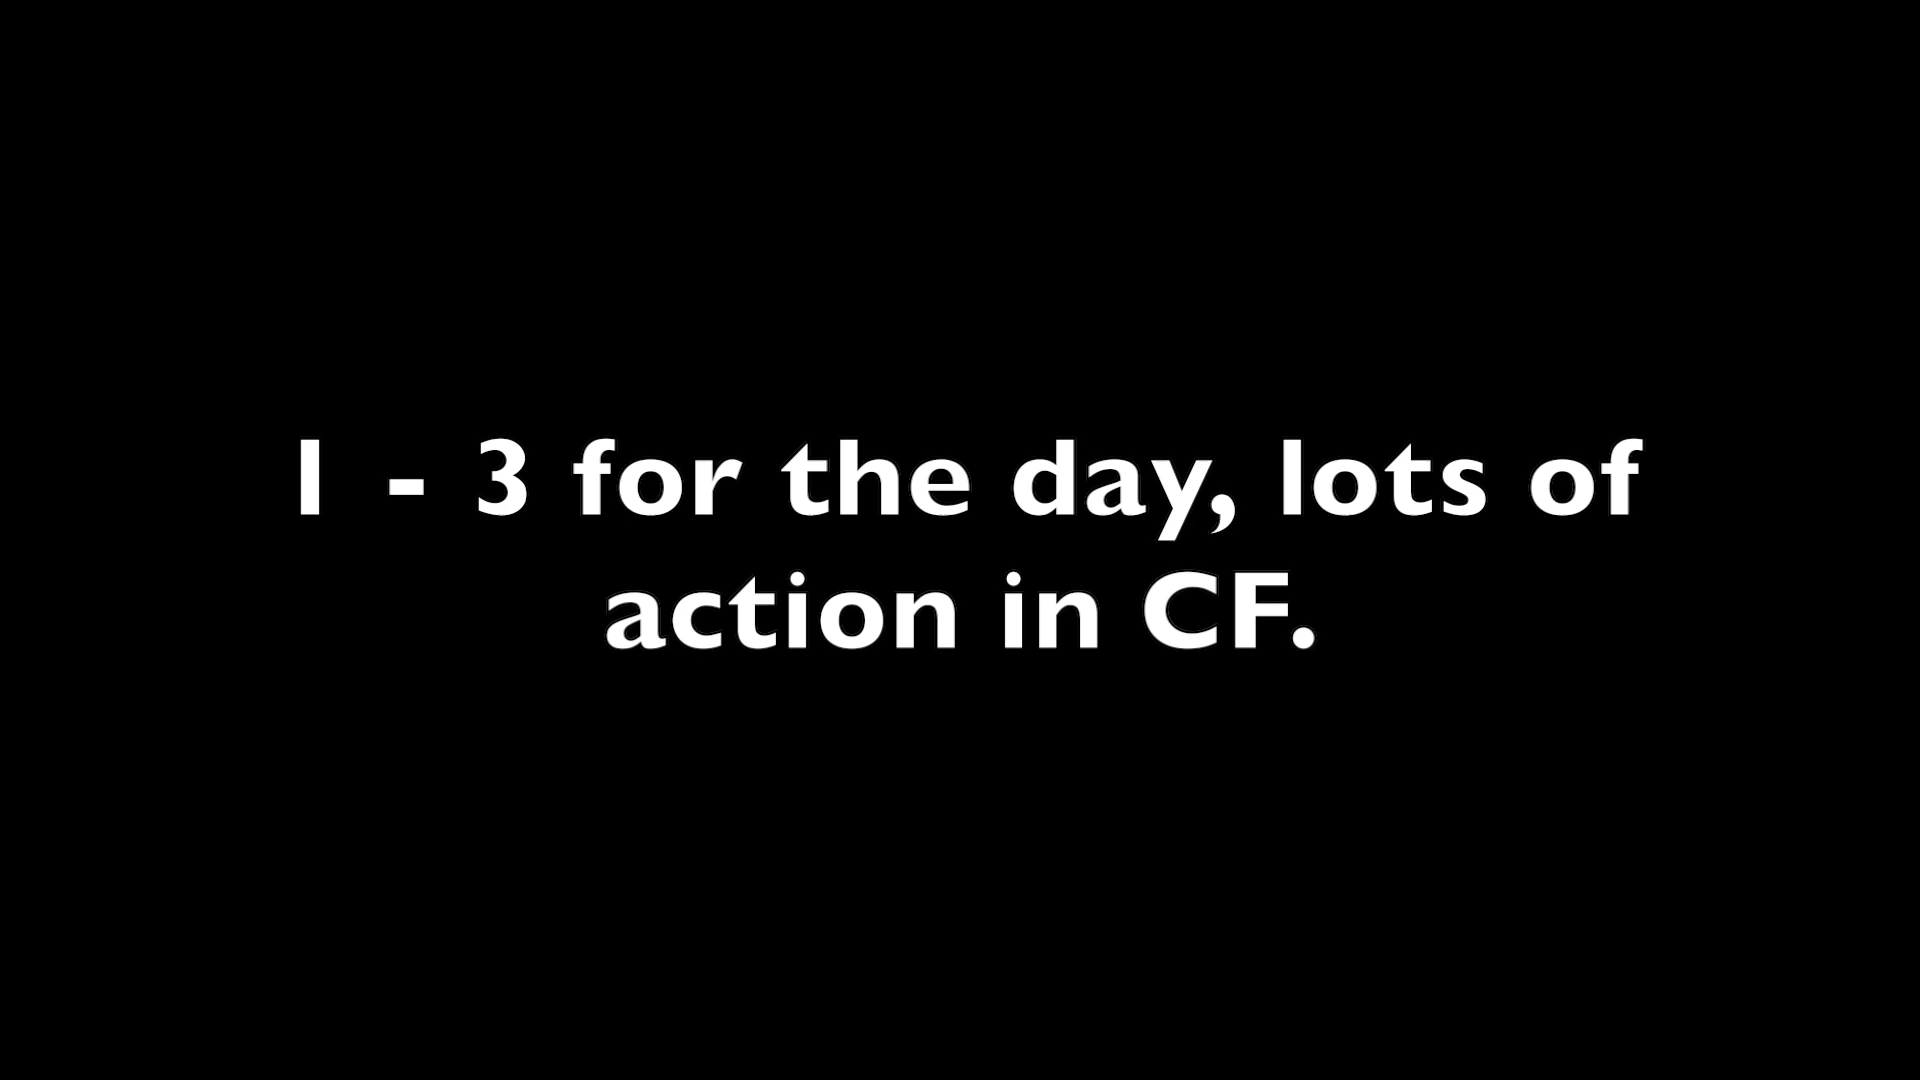 1 - 3 for the day, lots of
action in CF.